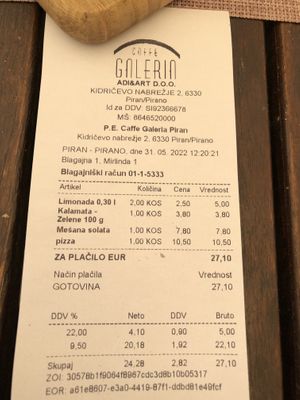 CAFFE
GALERIA
ADI&ART D.O.O.
KIDRIČEVO NABREŽJE 2, 6330
Piran/Pirano
Id za DDV: SI92366678
MŠ: 6646520000
P.E. Caffe Galeria Piran
Kidričevo nabrežje 2, 6330 Piran/Pirano
PIRAN - PIRANO, dne 31. 05. 2022 12:20:21
Blagajna 1, Mirlinda 1
Blagajniški račun 01-1-5333
Artikel Količina Cena Vrednost
Limonada 0,30 l 2,00 KOS 2,50 5,00
Kalamata - 1,00 KOS 3,80 3,80
Zelene 100 g
Mešana solata 1,00 KOS 7,80 7,80
pizza 1,00 KOS 10,50 10,50
ZA PLAČILO EUR 27,10
Način plačila Vrednost
GOTOVINA 27,10
DDV % Neto DDV Bruto
22,00 4,10 0,90 5,00
9,50 20,18 1,92 22,10
Skupaj 24,28 2,82 27,10
ZOI: 30578b1f9064f8967cdc3d8b10b05317
EOR: a61e8607-e3a0-4419-87f1-ddbd81e49fcf